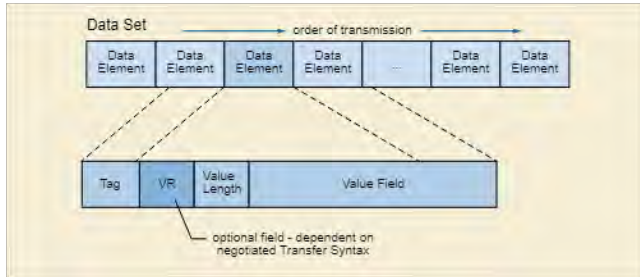 Data Set
order of transmission
Data Element
Data Element
Data Element
Data Element
...
Data Element
Data Element
Tag
VR
Value Length
Value Field
optional field - dependent on
negotiated Transfer Syntax